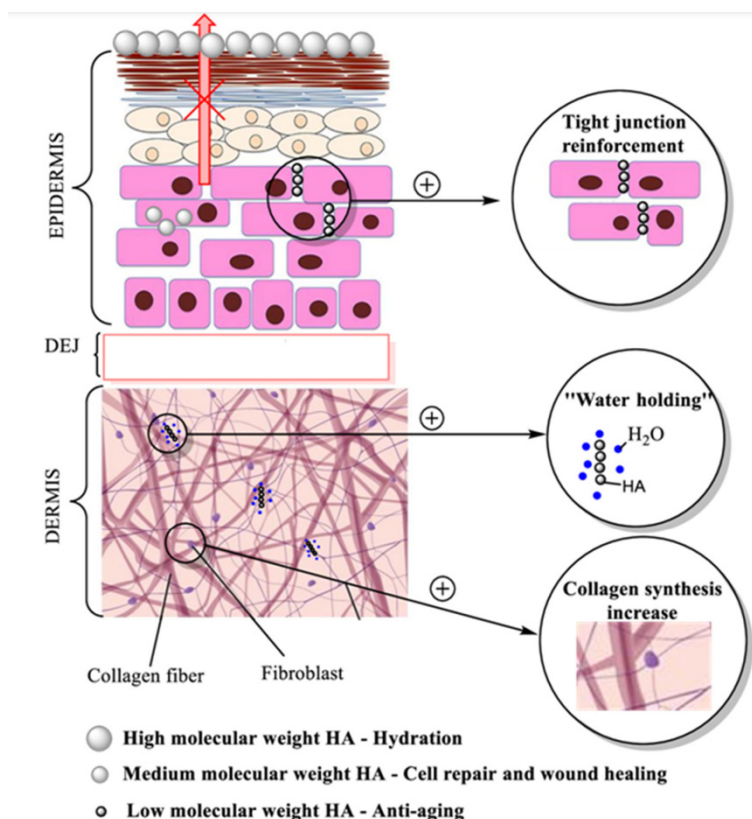 EPIDERMIS
Tight junction
reinforcement
DEJ
DERMIS
"Water holding"
H₂O
HA
Collagen synthesis
increase
Collagen fiber
Fibroblast
High molecular weight HA - Hydration
Medium molecular weight HA - Cell repair and wound healing
Low molecular weight HA - Anti-aging